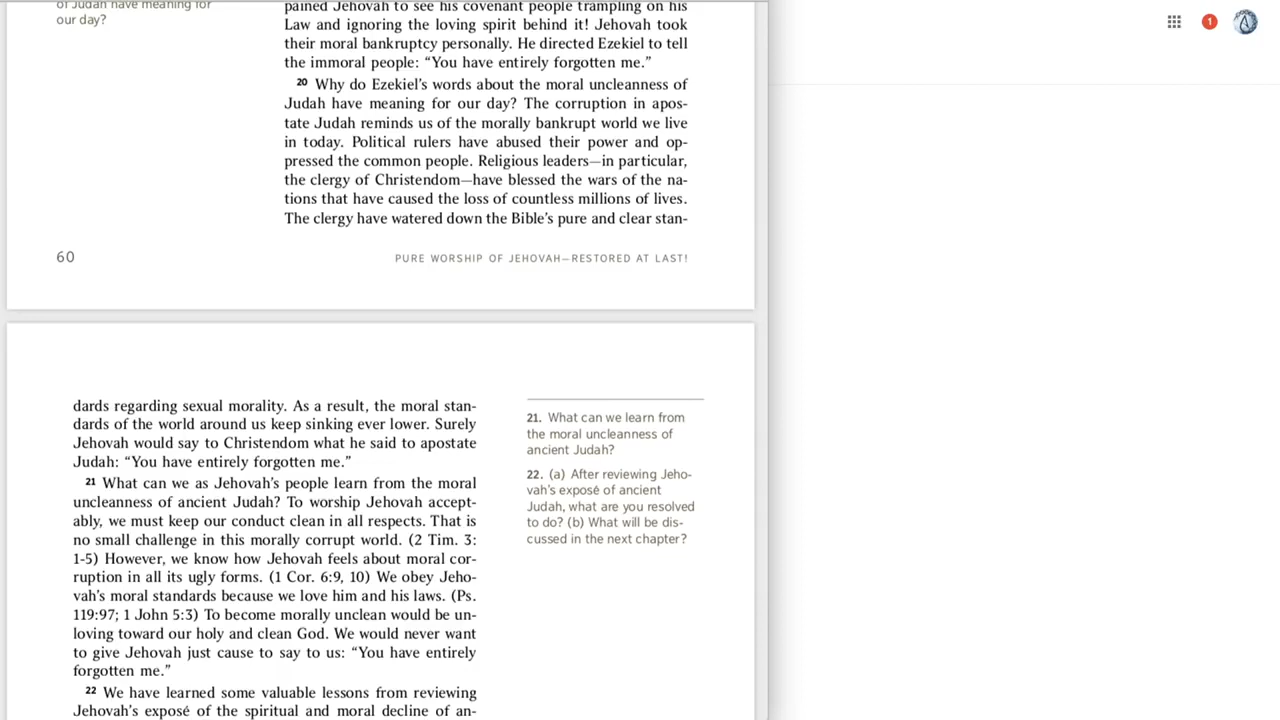 of Judah have meaning for
our day?
pained Jehovah to see his covenant people trampling on his
Law and ignoring the loving spirit behind it! Jehovah took
their moral bankruptcy personally. He directed Ezekiel to tell
the immoral people: “You have entirely forgotten me.”
20 Why do Ezekiel’s words about the moral uncleanness of
Judah have meaning for our day? The corruption in apos-
tate Judah reminds us of the morally bankrupt world we live
in today. Political rulers have abused their power and op-
pressed the common people. Religious leaders—in particular,
the clergy of Christendom—have blessed the wars of the na-
tions that have caused the loss of countless millions of lives.
The clergy have watered down the Bible’s pure and clear stan-
60
PURE WORSHIP OF JEHOVAH—RESTORED AT LAST!
dards regarding sexual morality. As a result, the moral stan-
dards of the world around us keep sinking ever lower. Surely
Jehovah would say to Christendom what he said to apostate
Judah: “You have entirely forgotten me.”
21 What can we as Jehovah’s people learn from the moral
uncleanness of ancient Judah? To worship Jehovah accept-
ably, we must keep our conduct clean in all respects. That is
no small challenge in this morally corrupt world. (2 Tim. 3:
1-5) However, we know how Jehovah feels about moral cor-
ruption in all its ugly forms. (1 Cor. 6:9, 10) We obey Jeho-
vah’s moral standards because we love him and his laws. (Ps.
119:97; 1 John 5:3) To become morally unclean would be un-
loving toward our holy and clean God. We would never want
to give Jehovah just cause to say to us: “You have entirely
forgotten me.”
22 We have learned some valuable lessons from reviewing
Jehovah’s exposé of the spiritual and moral decline of an-
21. What can we learn from
the moral uncleanness of
ancient Judah?
22. (a) After reviewing Jeho-
vah’s exposé of ancient
Judah, what are you resolved
to do? (b) What will be dis-
cussed in the next chapter?
1